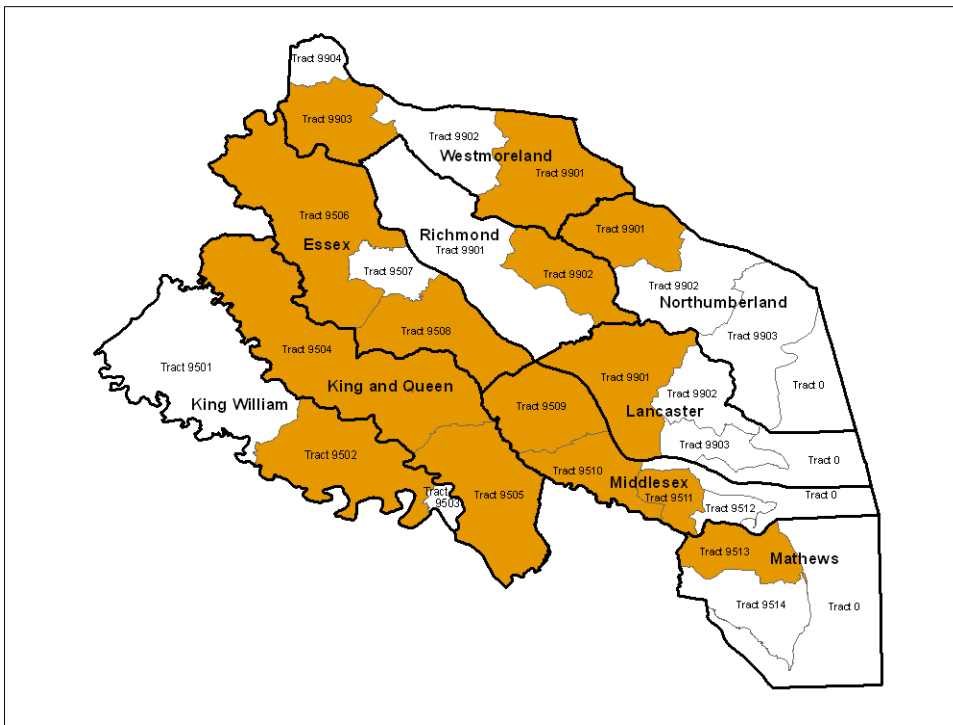 Tract 9904
Tract 9903
Tract 9902
Westmoreland
Tract 9901
Tract 9506
Essex
Richmond
Tract 9901
Tract 9901
Tract 9507
Tract 9902
Tract 9902
Northumberland
Tract 9903
Tract 9508
Tract 9504
Tract 9501
King and Queen
Tract 9901
Tract 0
Tract 9902
King William
Tract 9509
Lancaster
Tract 9903
Tract 9502
Tract 0
Tract 9510
Middlesex
Tract
9503
Tract 9505
Tract 9511
Tract 0
Tract 9512
Tract 9513
Mathews
Tract 9514
Tract 0